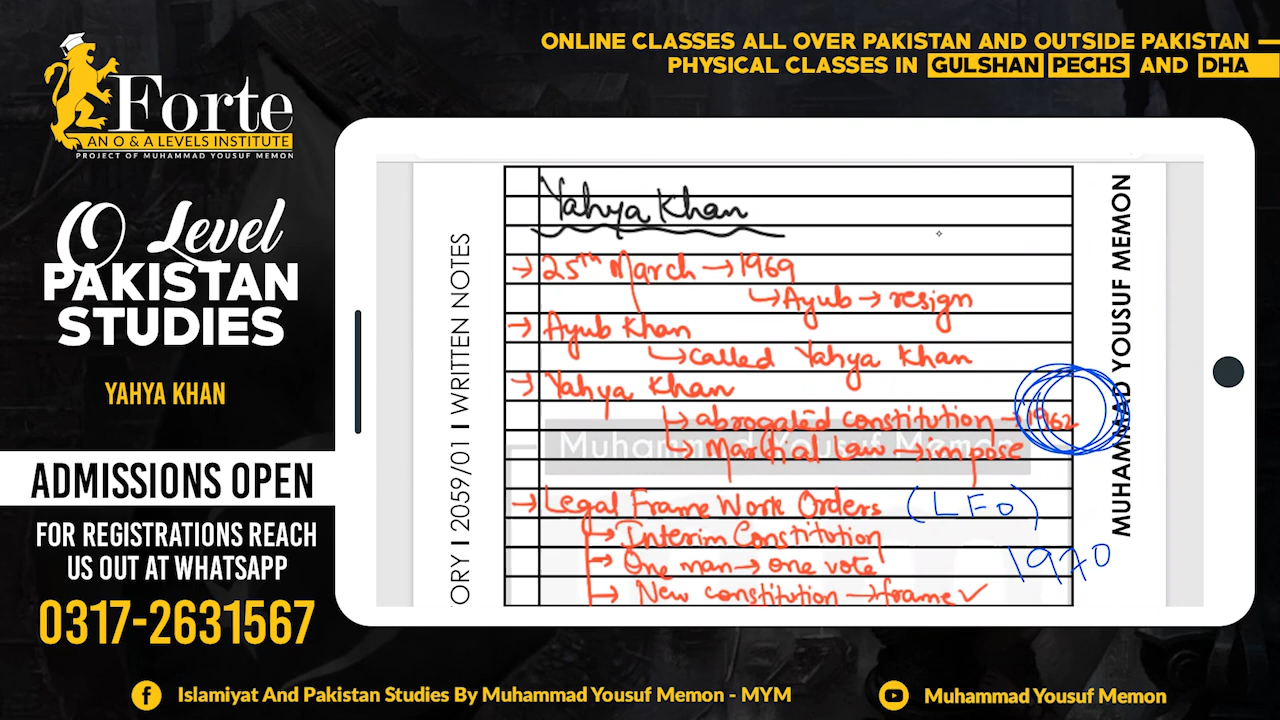 ONLINE CLASSES ALL OVER PAKISTAN AND OUTSIDE PAKISTAN
PHYSICAL CLASSES IN GULSHAN PECHS AND DHA
Forte
AN O & A LEVELS INSTITUTE
PROJECT OF MUHAMMAD YOUSUF MEMON
O Level
PAKISTAN
STUDIES
YAHYA KHAN
ADMISSIONS OPEN
FOR REGISTRATIONS REACH
US OUT AT WHATSAPP
0317-2631567
ORY I 2059/01 I WRITTEN NOTES
Yahya Khan
→ 25th March → 1969
↳ Ayub → resign
→ Ayub Khan
↳ called Yahya Khan
→ Yahya Khan
↳ abrogated constitution → 1962
↳ Martial Law → impose
Muhammad Yousuf Memon
→ Legal Frame Work Orders (LFO)
→ Interim Constitution
→ One man → one vote 1970
→ New constitution → frame ✓
MUHAMMAD YOUSUF MEMON
Islamiyat And Pakistan Studies By Muhammad Yousuf Memon - MYM
Muhammad Yousuf Memon